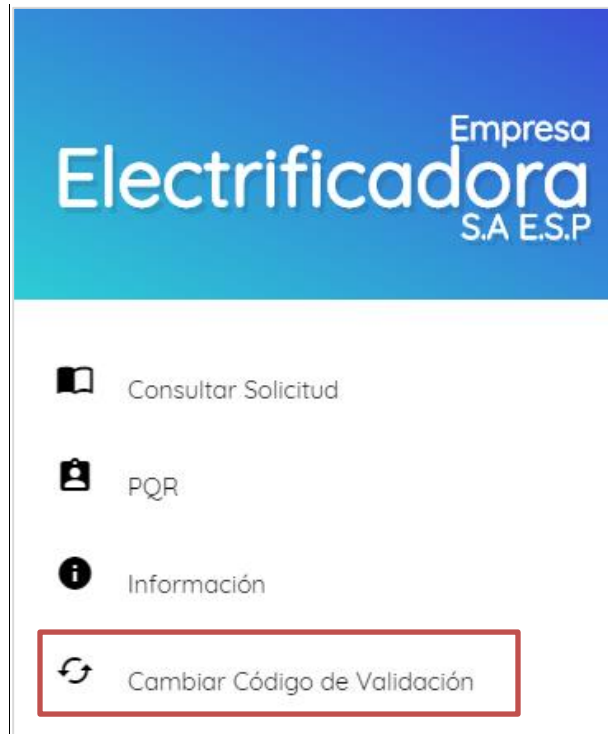 Empresa
Electrificadora
S.A E.S.P
Consultar Solicitud
PQR
Información
Cambiar Código de Validación